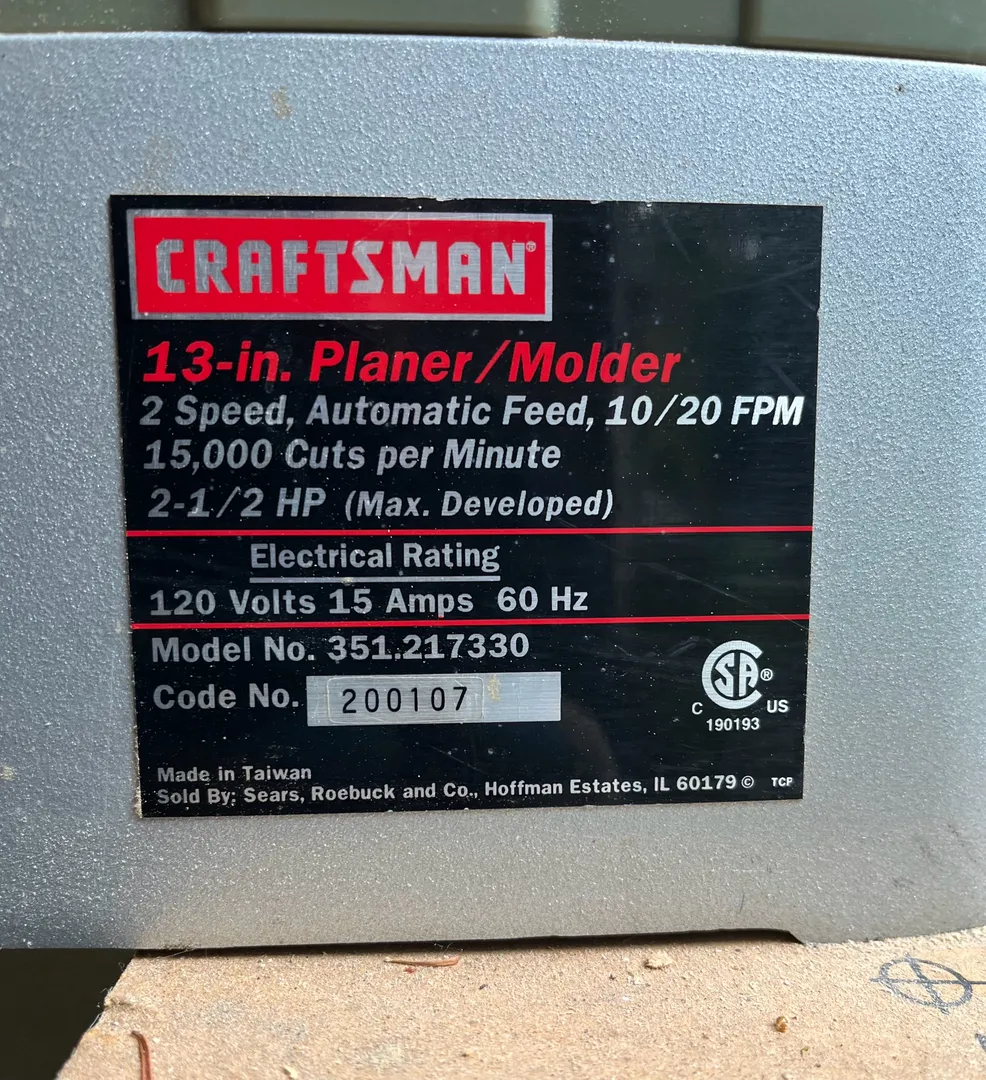 CRAFTSMAN®
13-in. Planer/Molder
2 Speed, Automatic Feed, 10/20 FPM
15,000 Cuts per Minute
2-1/2 HP (Max. Developed)
Electrical Rating
120 Volts 15 Amps 60 Hz
Model No. 351.217330
Code No. 200107
SA®
C US
190193
Made in Taiwan
Sold By: Sears, Roebuck and Co., Hoffman Estates, IL 60179 © TCP